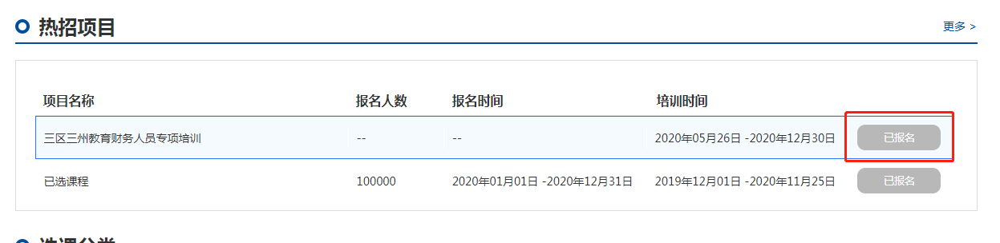 热招项目
更多 >
项目名称 报名人数 报名时间 培训时间
三区三州教育财务人员专项培训 -- -- 2020年05月26日 -2020年12月30日 已报名
已选课程 100000 2020年01月01日 -2020年12月31日 2019年12月01日 -2020年11月25日 已报名